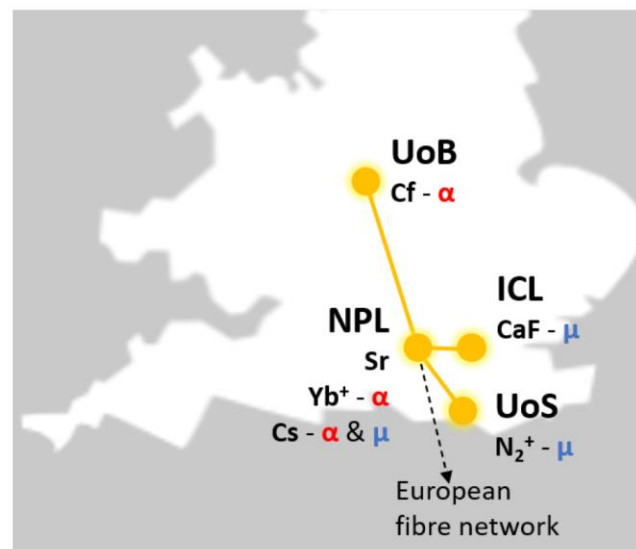 UoB
Cf - α
ICL
CaF - μ
NPL
Sr
Yb⁺ - α
Cs - α & μ
UoS
N₂⁺ - μ
European
fibre network